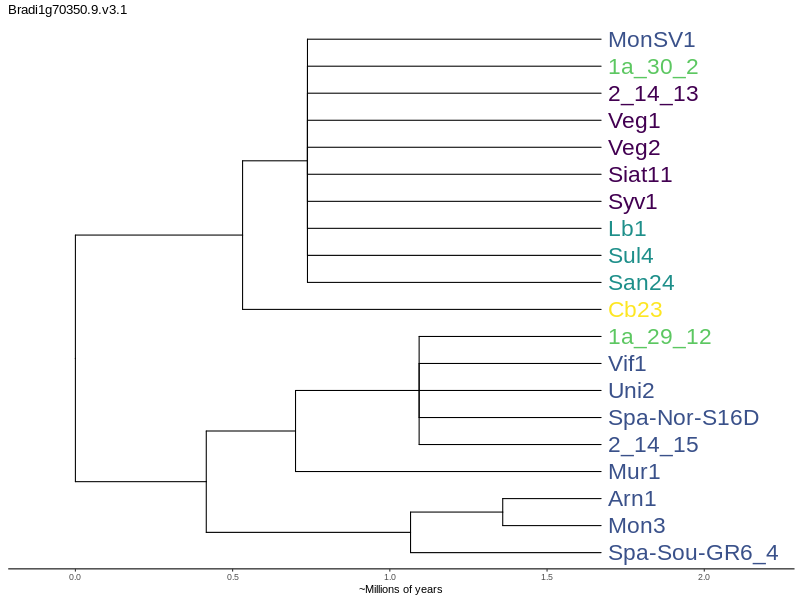 Bradi1g70350.9.v3.1
MonSV1
1a_30_2
2_14_13
Veg1
Veg2
Siat11
Syv1
Lb1
Sul4
San24
Cb23
1a_29_12
Vif1
Uni2
Spa-Nor-S16D
2_14_15
Mur1
Arn1
Mon3
Spa-Sou-GR6_4
0.0 0.5 1.0 1.5 2.0
~Millions of years